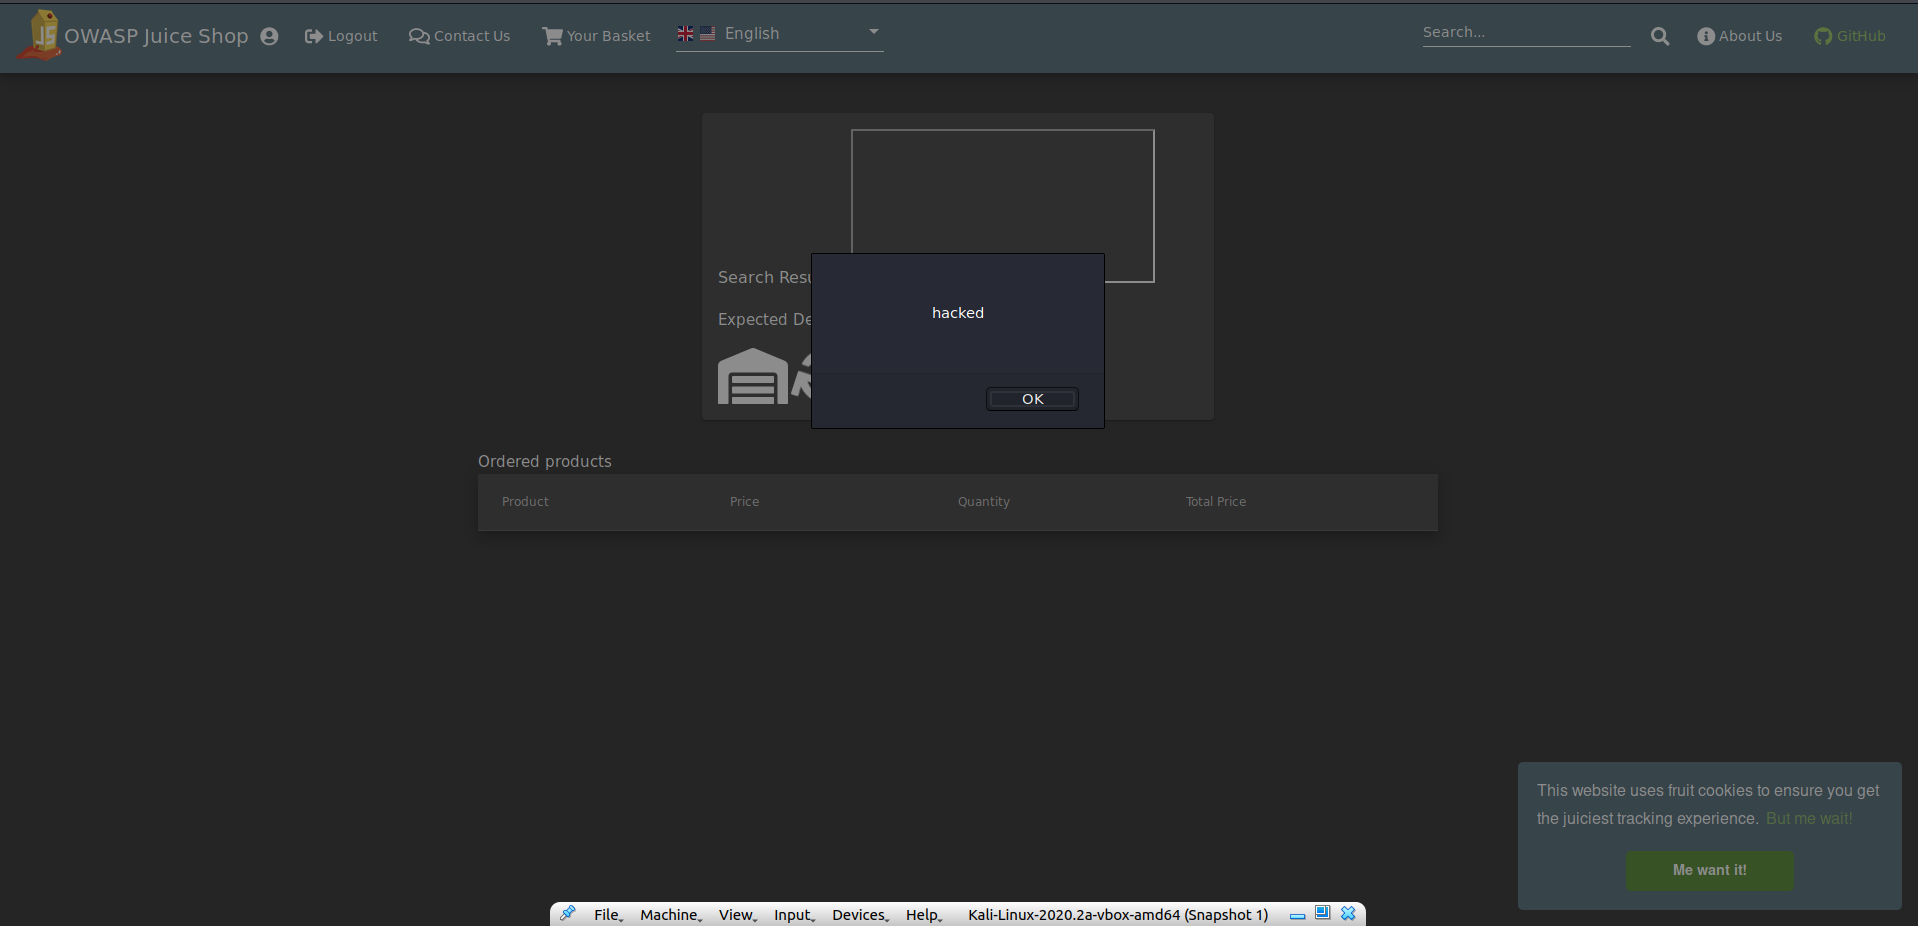 OWASP Juice Shop Logout Contact Us Your Basket English Search... About Us GitHub
hacked
Search Resu
Expected De
OK
Ordered products
Product Price Quantity Total Price
This website uses fruit cookies to ensure you get
the juiciest tracking experience. But me wait!
Me want it!
File Machine View Input Devices Help Kali-Linux-2020.2a-vbox-amd64 (Snapshot 1)